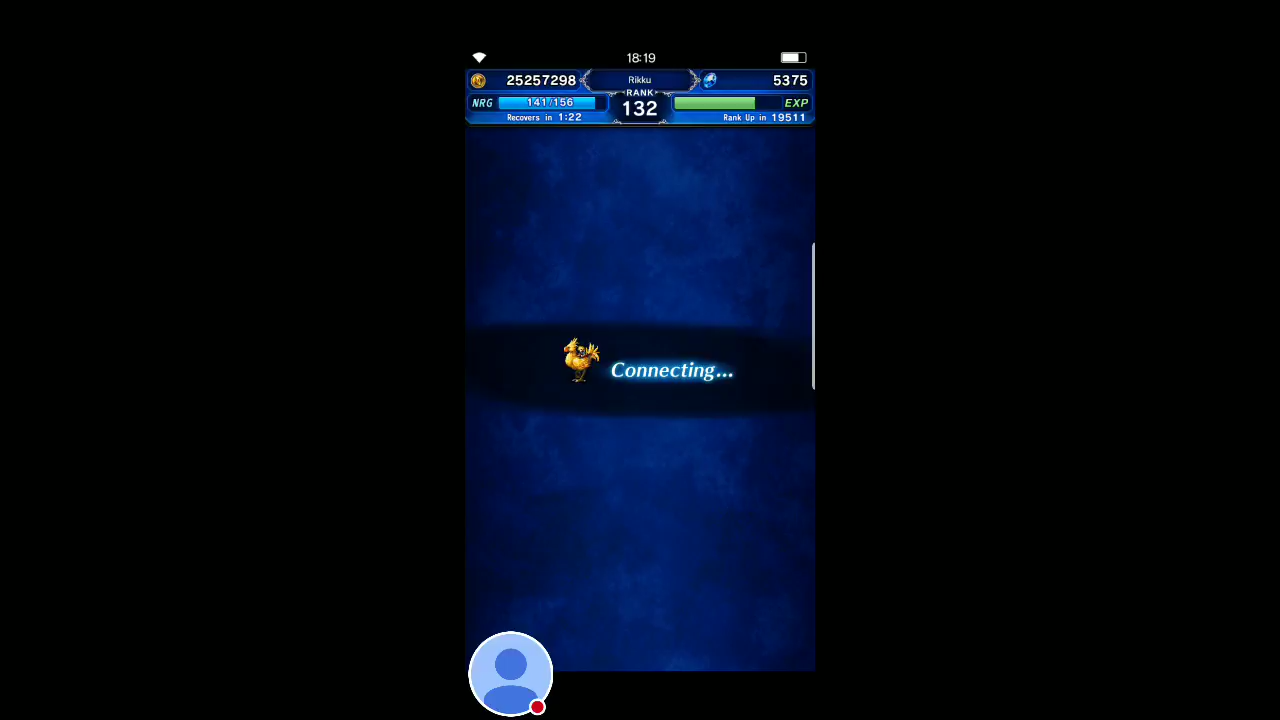 18:19
25257298
Rikku
5375
NRG 141/156
RANK
132
EXP
Recovers in 1:22
Rank Up in 19511
Connecting...